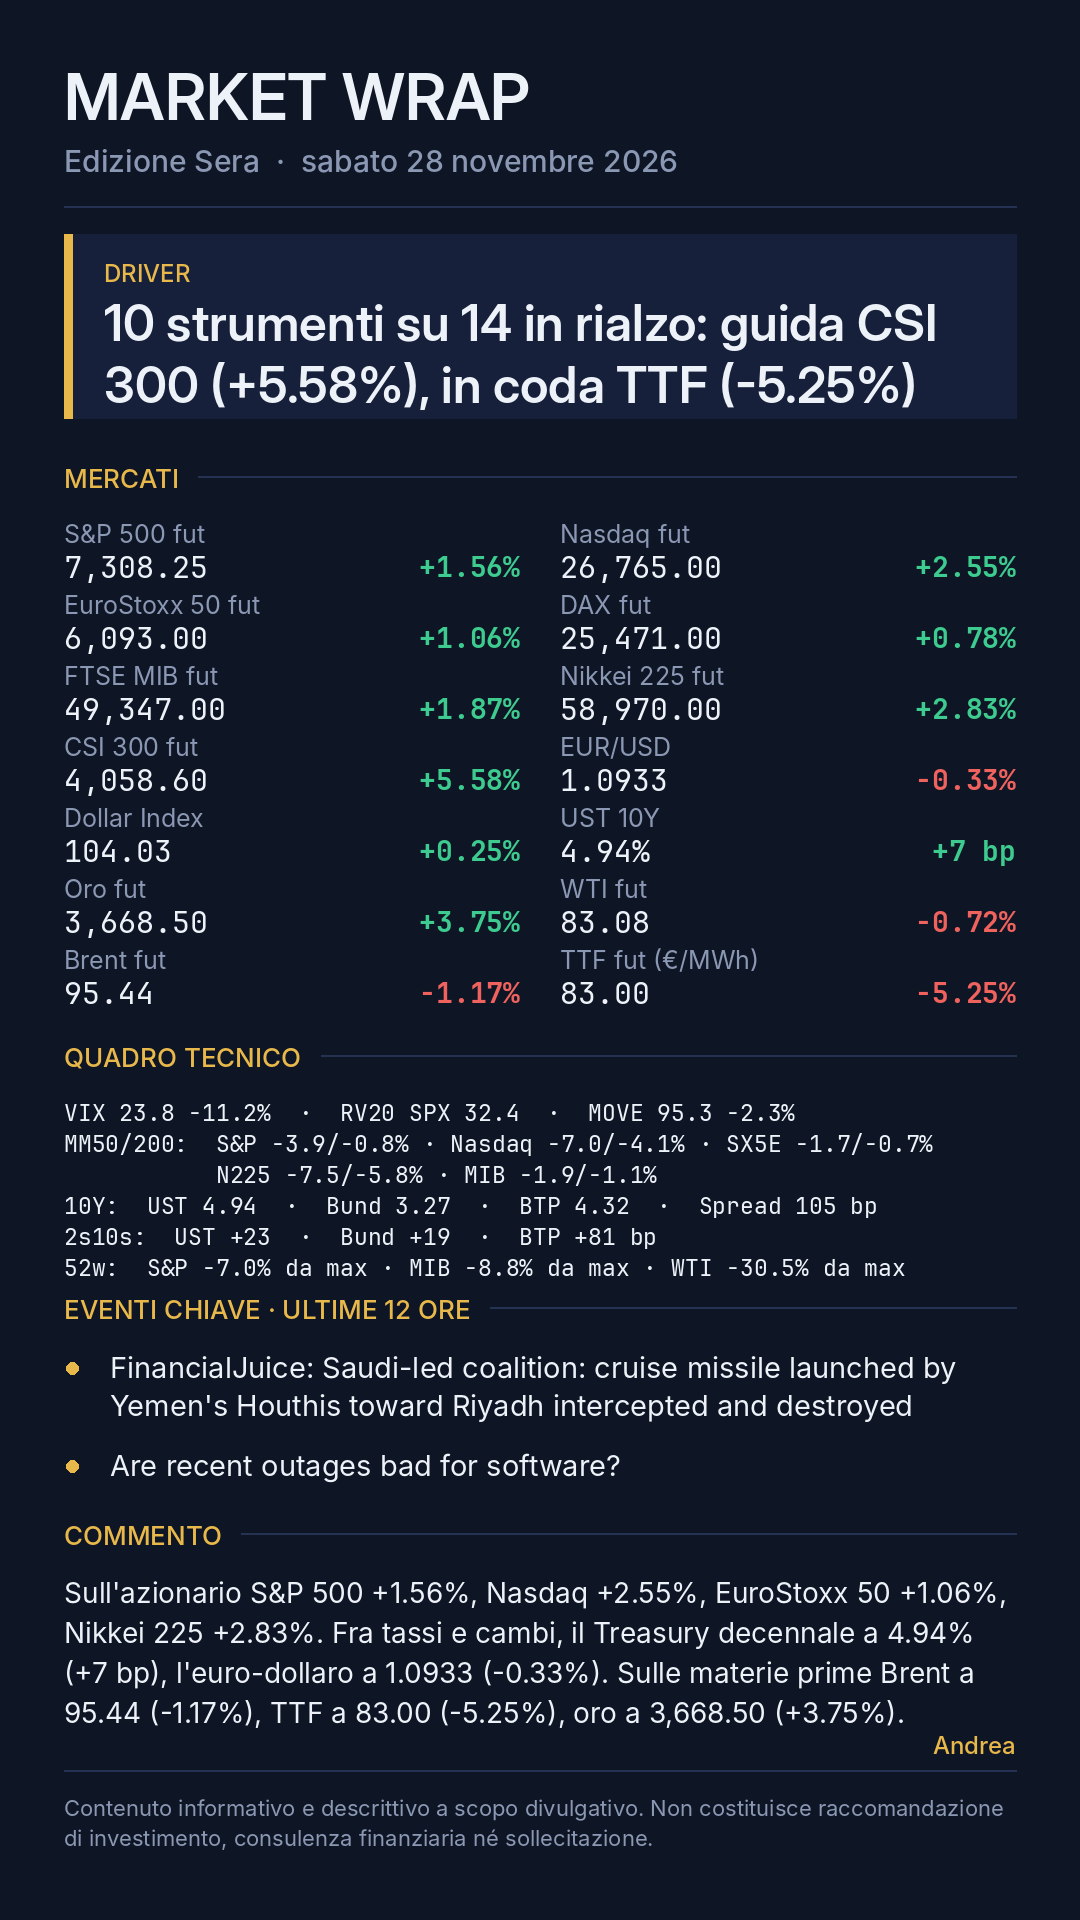 MARKET WRAP
Edizione Sera · sabato 28 novembre 2026
DRIVER
10 strumenti su 14 in rialzo: guida CSI
300 (+5.58%), in coda TTF (-5.25%)
MERCATI
S&P 500 fut
7,308.25 +1.56%
Nasdaq fut
26,765.00 +2.55%
EuroStoxx 50 fut
6,093.00 +1.06%
DAX fut
25,471.00 +0.78%
FTSE MIB fut
49,347.00 +1.87%
Nikkei 225 fut
58,970.00 +2.83%
CSI 300 fut
4,058.60 +5.58%
EUR/USD
1.0933 -0.33%
Dollar Index
104.03 +0.25%
UST 10Y
4.94% +7 bp
Oro fut
3,668.50 +3.75%
WTI fut
83.08 -0.72%
Brent fut
95.44 -1.17%
TTF fut (€/MWh)
83.00 -5.25%
QUADRO TECNICO
VIX 23.8 -11.2% · RV20 SPX 32.4 · MOVE 95.3 -2.3%
MM50/200: S&P -3.9/-0.8% · Nasdaq -7.0/-4.1% · SX5E -1.7/-0.7%
N225 -7.5/-5.8% · MIB -1.9/-1.1%
10Y: UST 4.94 · Bund 3.27 · BTP 4.32 · Spread 105 bp
2s10s: UST +23 · Bund +19 · BTP +81 bp
52w: S&P -7.0% da max · MIB -8.8% da max · WTI -30.5% da max
EVENTI CHIAVE · ULTIME 12 ORE
FinancialJuice: Saudi-led coalition: cruise missile launched by
Yemen's Houthis toward Riyadh intercepted and destroyed
Are recent outages bad for software?
COMMENTO
Sull'azionario S&P 500 +1.56%, Nasdaq +2.55%, EuroStoxx 50 +1.06%,
Nikkei 225 +2.83%. Fra tassi e cambi, il Treasury decennale a 4.94%
(+7 bp), l'euro-dollaro a 1.0933 (-0.33%). Sulle materie prime Brent a
95.44 (-1.17%), TTF a 83.00 (-5.25%), oro a 3,668.50 (+3.75%).
Andrea
Contenuto informativo e descrittivo a scopo divulgativo. Non costituisce raccomandazione
di investimento, consulenza finanziaria né sollecitazione.